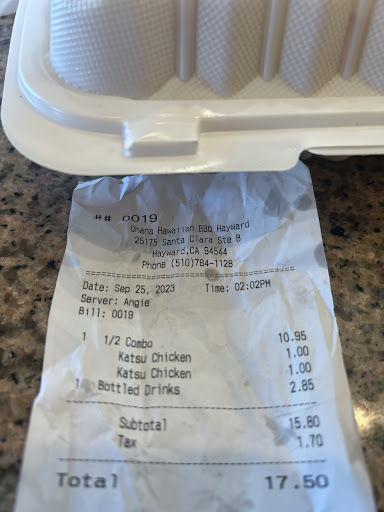 ## 0019
Ohana Hawaiian BBQ Hayward
25175 Santa Clara Ste B
Hayward,CA 94544
Phone (510)784-1128
Date: Sep 25, 2023 Time: 02:02PM
Server: Angie
Bill: 0019
1 1/2 Combo 10.95
Katsu Chicken 1.00
Katsu Chicken 1.00
1 Bottled Drinks 2.85
Subtotal 15.80
Tax 1.70
Total 17.50